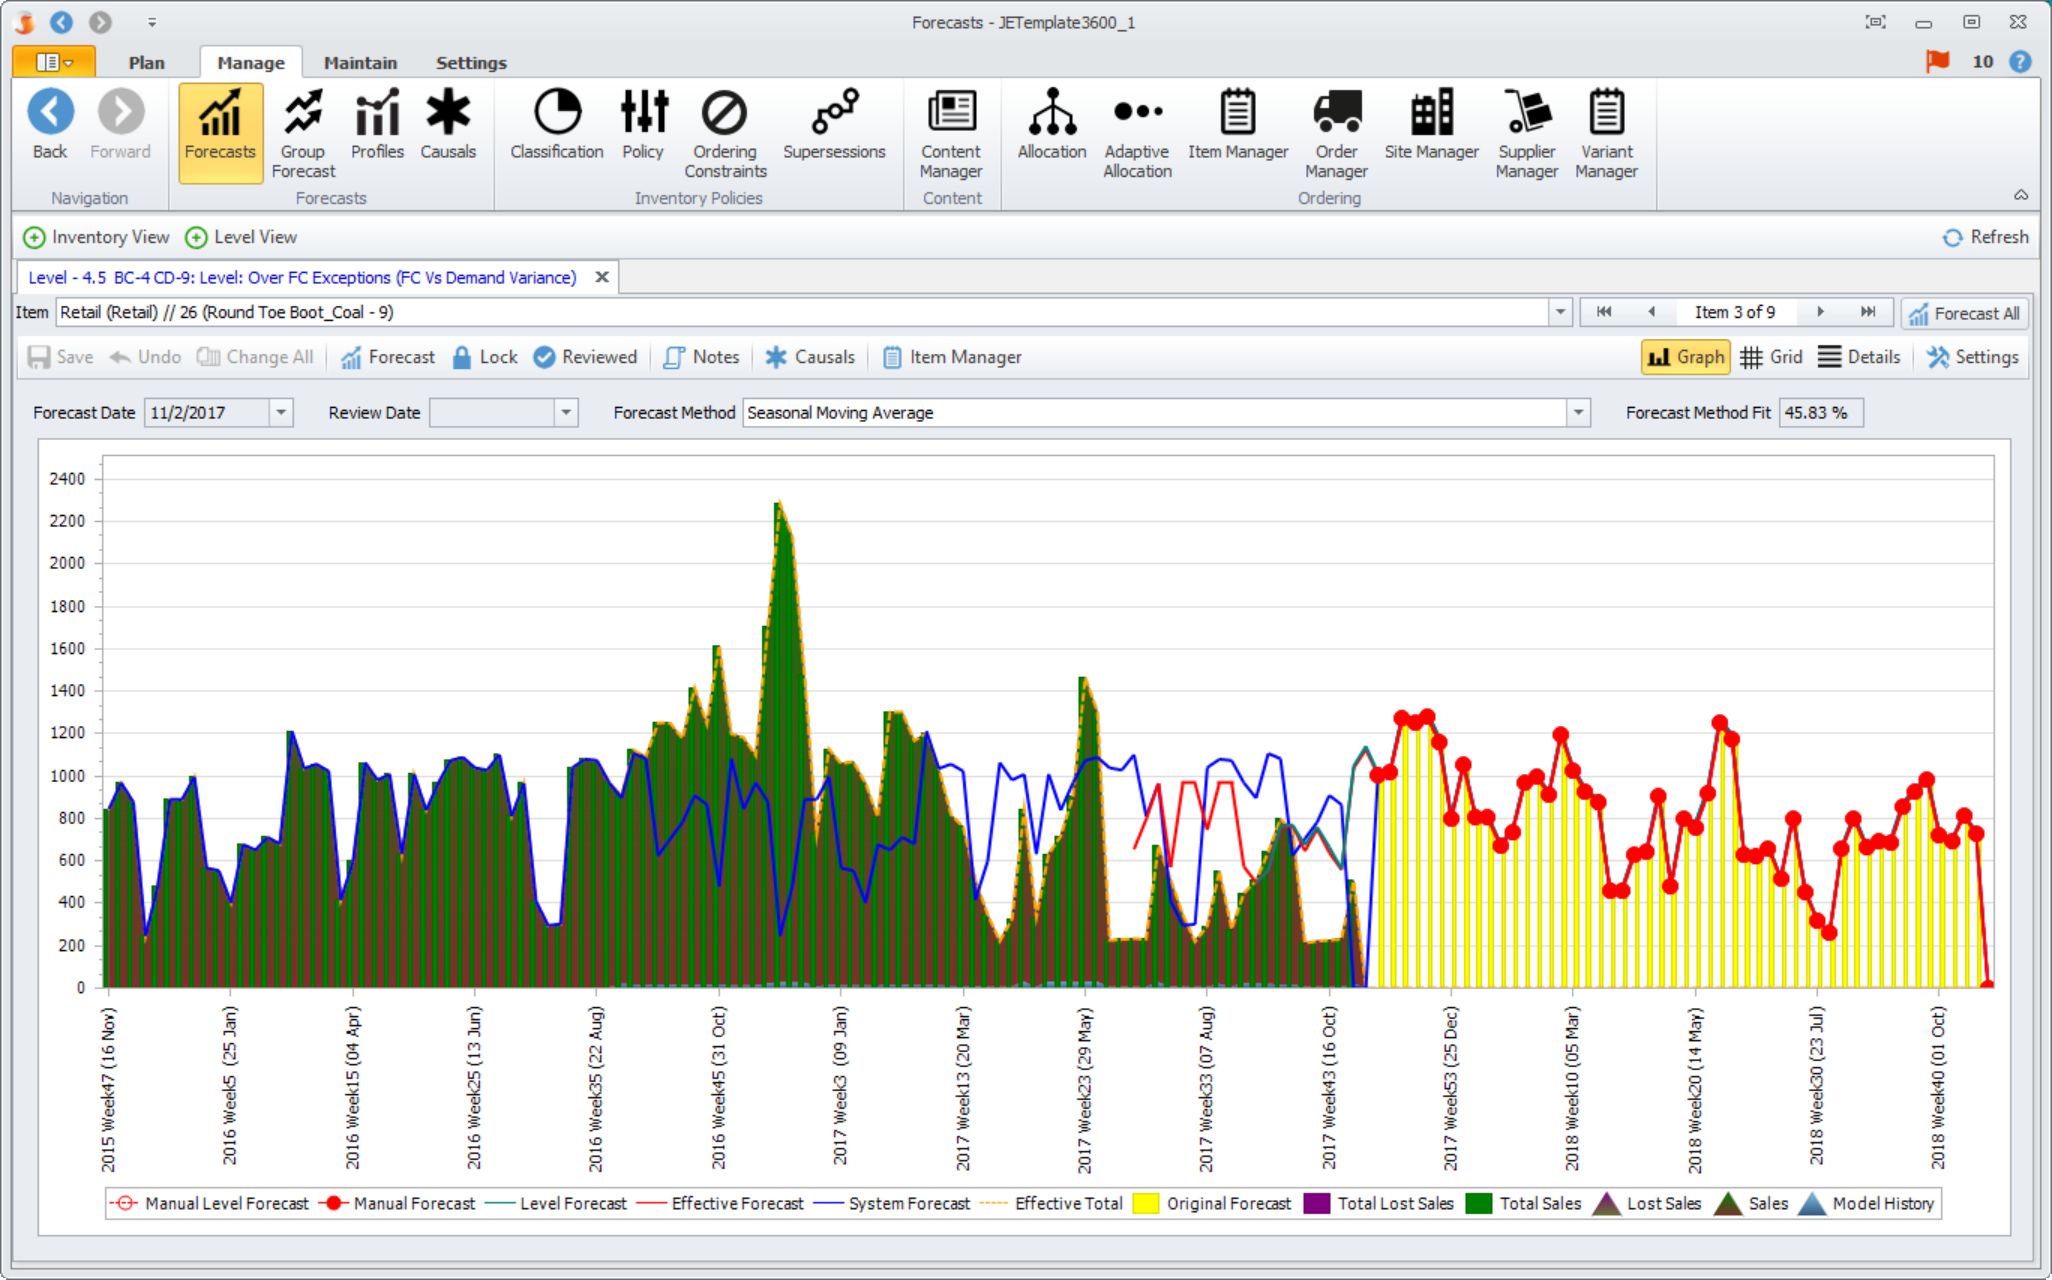 Forecasts - JETemplate3600_1
Plan Manage Maintain Settings 10 ?
Back Forward Forecasts Group Forecast Profiles Causals Classification Policy Ordering Constraints Supersessions Content Manager Allocation Adaptive Allocation Item Manager Order Manager Site Manager Supplier Manager Variant Manager
Navigation Forecasts Inventory Policies Content Ordering
Inventory View Level View Refresh
Level - 4.5 BC-4 CD-9: Level: Over FC Exceptions (FC Vs Demand Variance)
Item Retail (Retail) // 26 (Round Toe Boot_Coal - 9) Item 3 of 9 Forecast All
Save Undo Change All Forecast Lock Reviewed Notes Causals Item Manager Graph Grid Details Settings
Forecast Date 11/2/2017 Review Date Forecast Method Seasonal Moving Average Forecast Method Fit 45.83 %
2400
2200
2000
1800
1600
1400
1200
1000
800
600
400
200
0
2015 Week47 (16 Nov)
2016 Week5 (25 Jan)
2016 Week15 (04 Apr)
2016 Week25 (13 Jun)
2016 Week35 (22 Aug)
2016 Week45 (31 Oct)
2017 Week3 (09 Jan)
2017 Week13 (20 Mar)
2017 Week23 (29 May)
2017 Week33 (07 Aug)
2017 Week43 (16 Oct)
2017 Week53 (25 Dec)
2018 Week10 (05 Mar)
2018 Week20 (14 May)
2018 Week30 (23 Jul)
2018 Week40 (01 Oct)
Manual Level Forecast Manual Forecast Level Forecast Effective Forecast System Forecast Effective Total Original Forecast Total Lost Sales Total Sales Lost Sales Sales Model History